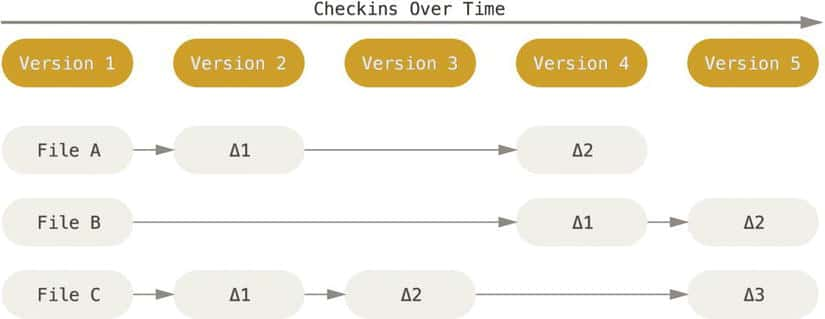 Checkins Over Time
Version 1 Version 2 Version 3 Version 4 Version 5
File A Δ1 Δ2
File B Δ1 Δ2
File C Δ1 Δ2 Δ3